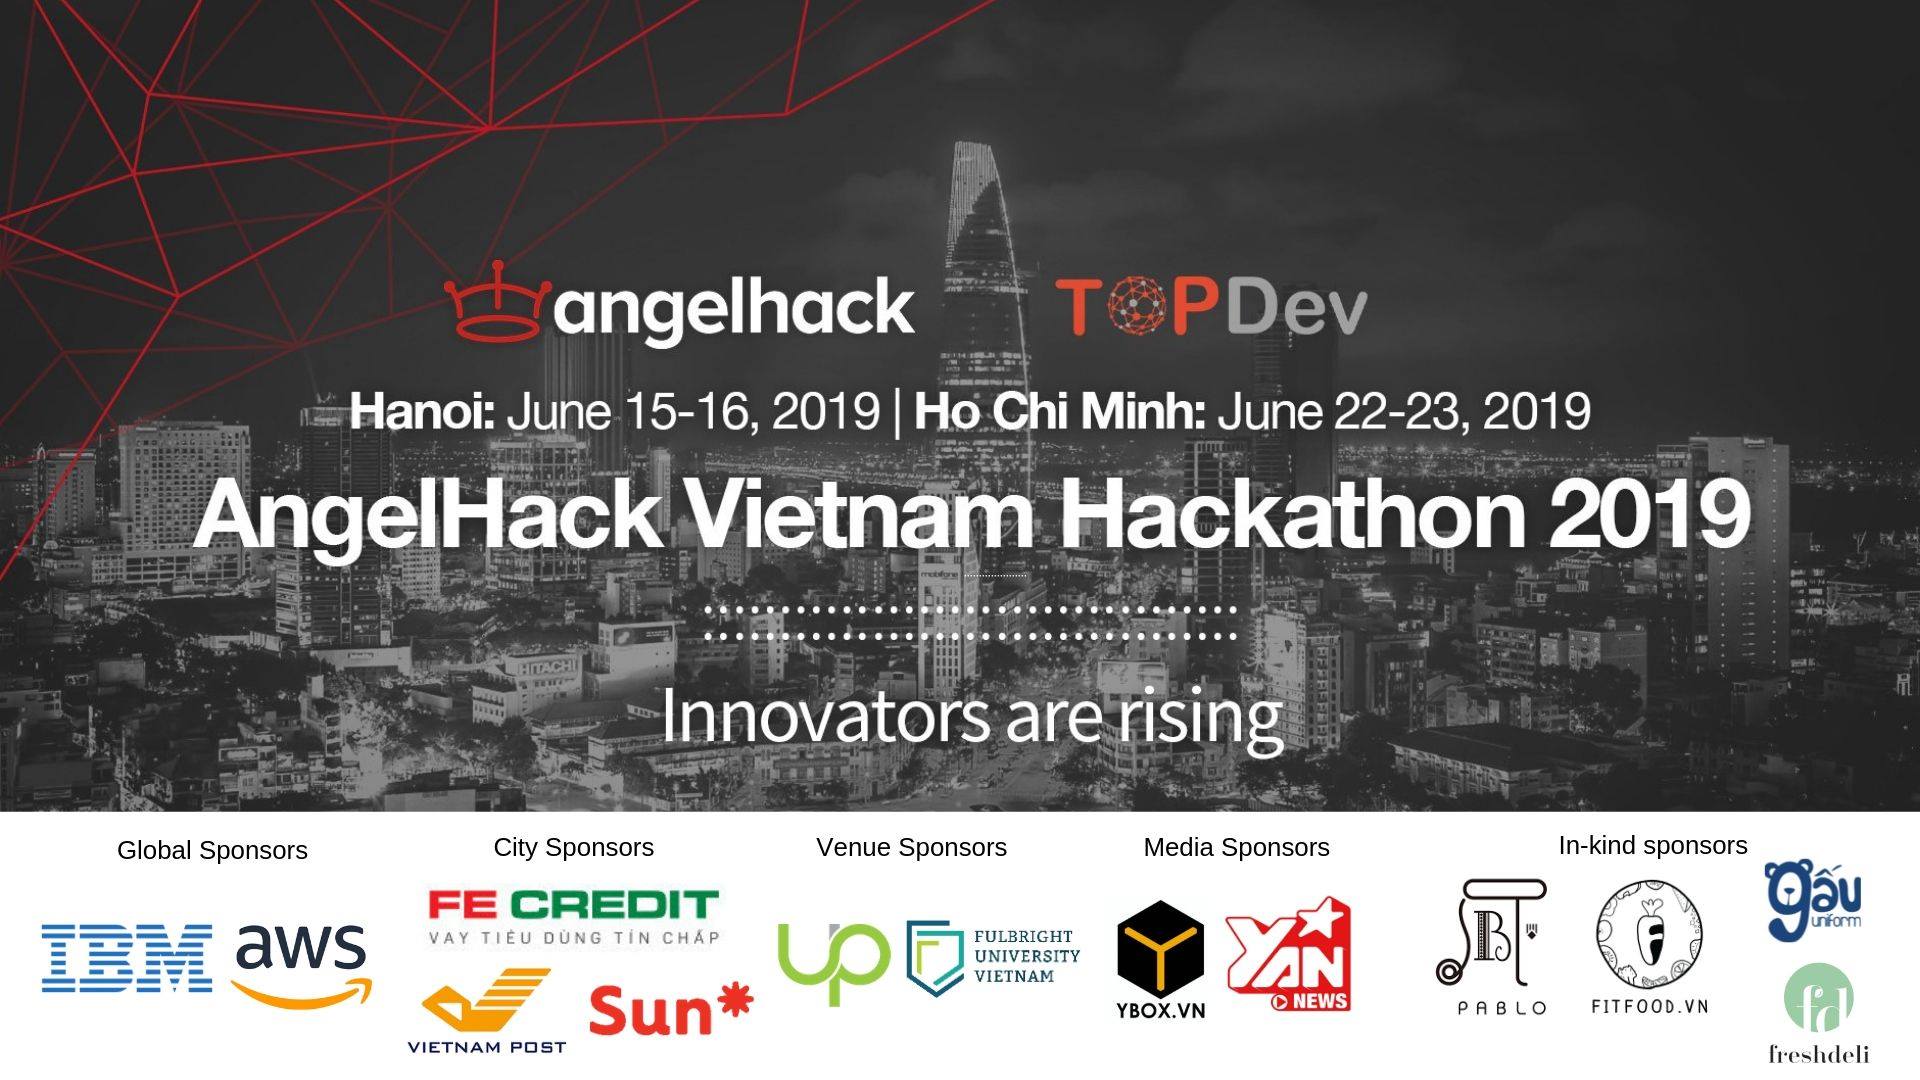 angelhack TOPDev
Hanoi: June 15-16, 2019 | Ho Chi Minh: June 22-23, 2019
AngelHack Vietnam Hackathon 2019
mobifone
HITACHI
Innovators are rising
Global Sponsors
IBM
aws
City Sponsors
FE CREDIT
VAY TIÊU DÙNG TÍN CHẤP
VIETNAM POST
Sun*
Venue Sponsors
up
FULBRIGHT
UNIVERSITY
VIETNAM
Media Sponsors
YBOX.VN
YAN
NEWS
In-kind sponsors
PABLO
F
FITFOOD.VN
gấu
uniform
fd
freshdeli